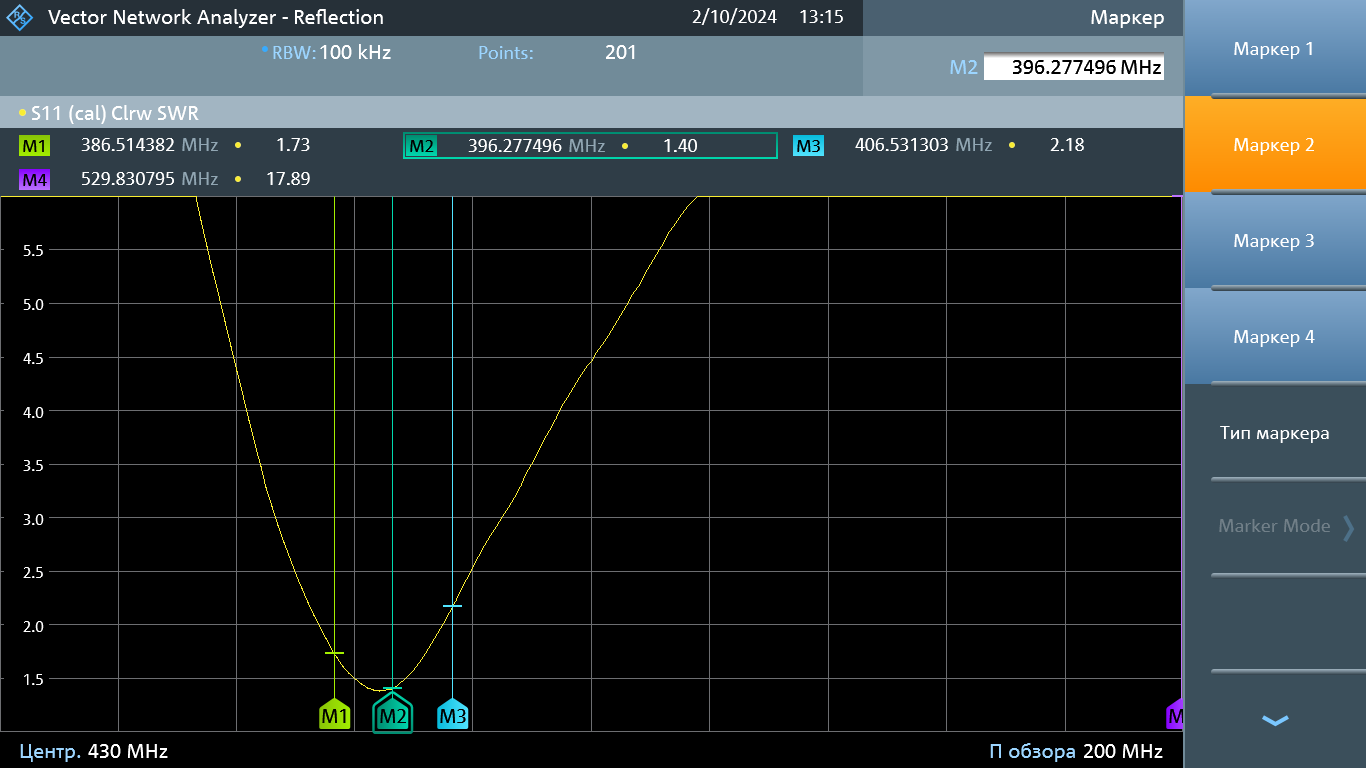 Vector Network Analyzer - Reflection 2/10/2024 13:15 Маркер
RBW: 100 kHz Points: 201 M2 396.277496 MHz
S11 (cal) Clrw SWR
M1 386.514382 MHz 1.73 M2 396.277496 MHz 1.40 M3 406.531303 MHz 2.18
M4 529.830795 MHz 17.89
5.5
5.0
4.5
4.0
3.5
3.0
2.5
2.0
1.5
M1 M2 M3 M
Центр. 430 MHz П обзора 200 MHz
Маркер 1
Маркер 2
Маркер 3
Маркер 4
Тип маркера
Marker Mode